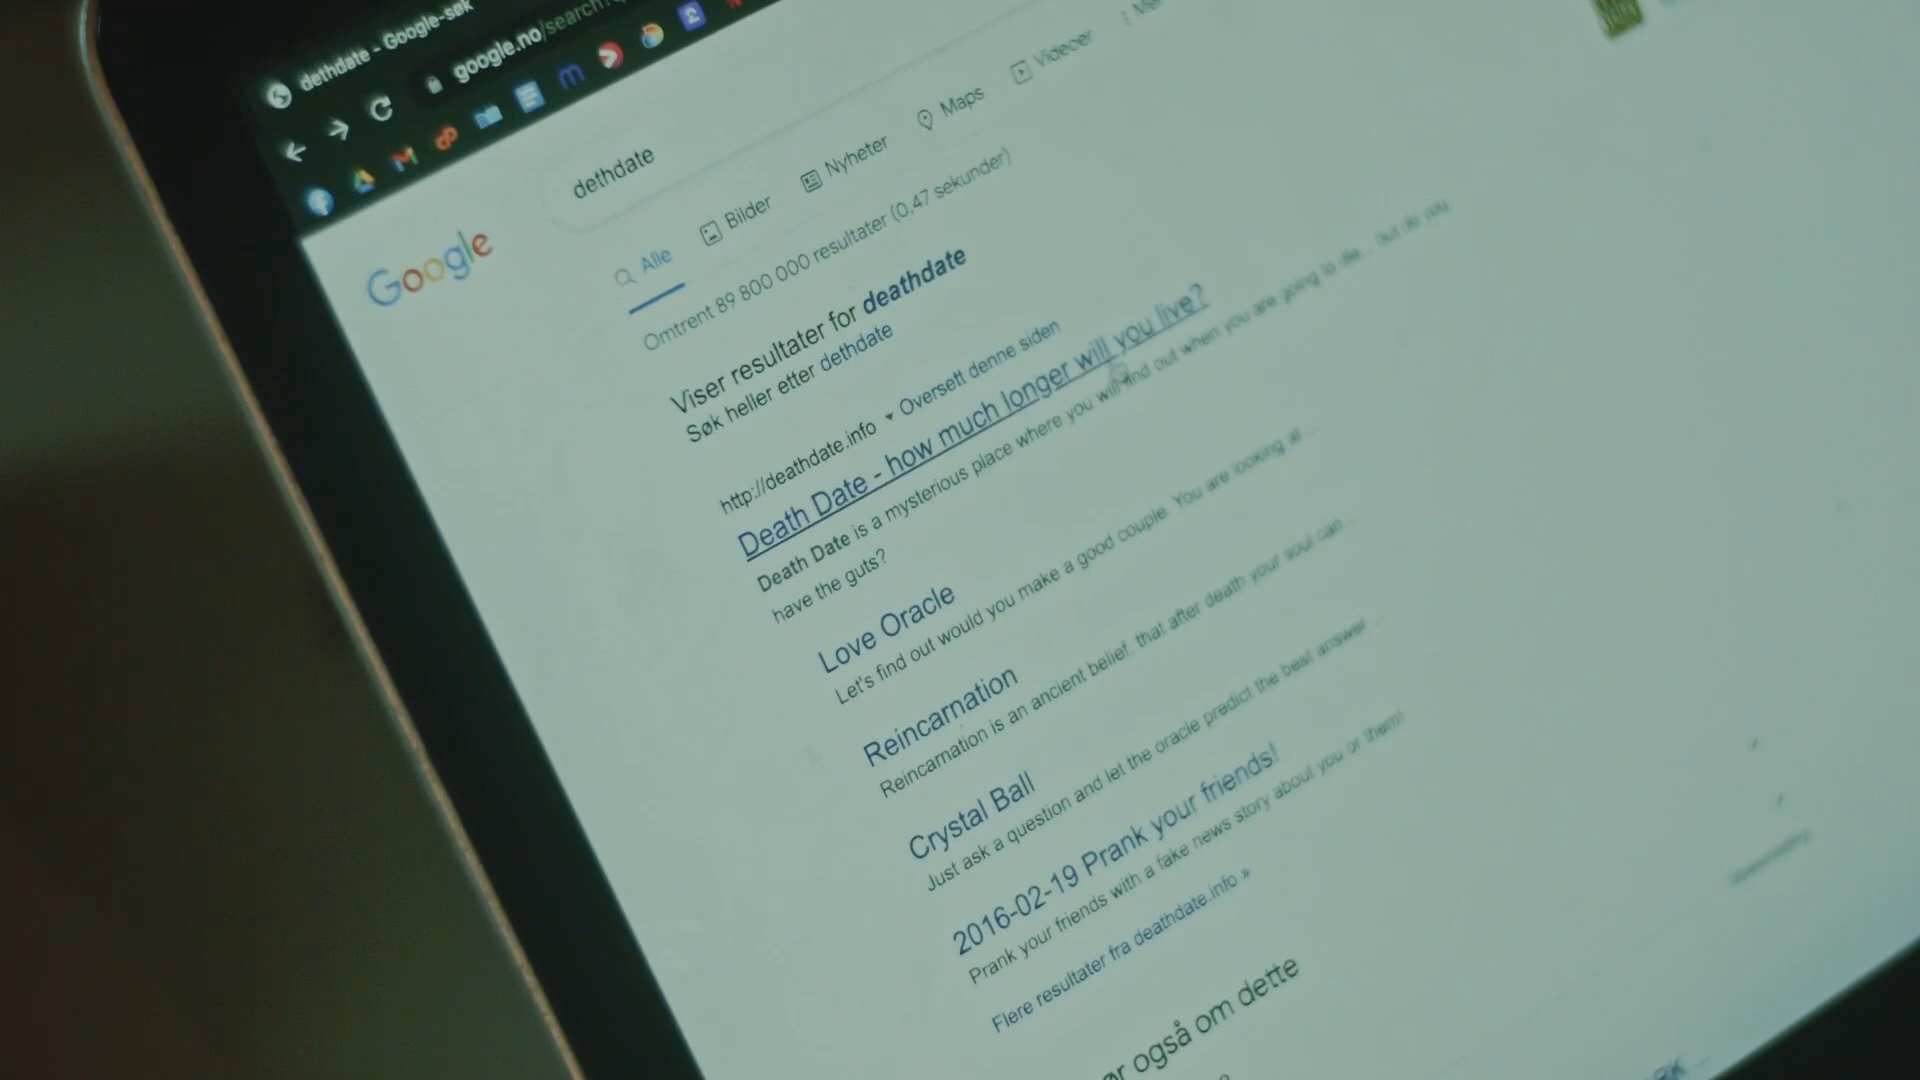 dethdate - Google-søk
google.no/search?
Google
dethdate
Alle Bilder Nyheter Maps Videoer
Omtrent 89 800 000 resultater (0,47 sekunder)
Viser resultater for deathdate
Søk heller etter dethdate
http://deathdate.info Oversett denne siden
Death Date - how much longer will you live?
Death Date is a mysterious place where you will find out when you are going to die... but do you
have the guts?
Love Oracle
Let's find out would you make a good couple. You are looking at ...
Reincarnation
Reincarnation is an ancient belief, that after death your soul can ...
Crystal Ball
Just ask a question and let the oracle predict the best answer ...
2016-02-19 Prank your friends!
Prank your friends with a fake news story about you or them!
Flere resultater fra deathdate.info »
også om dette